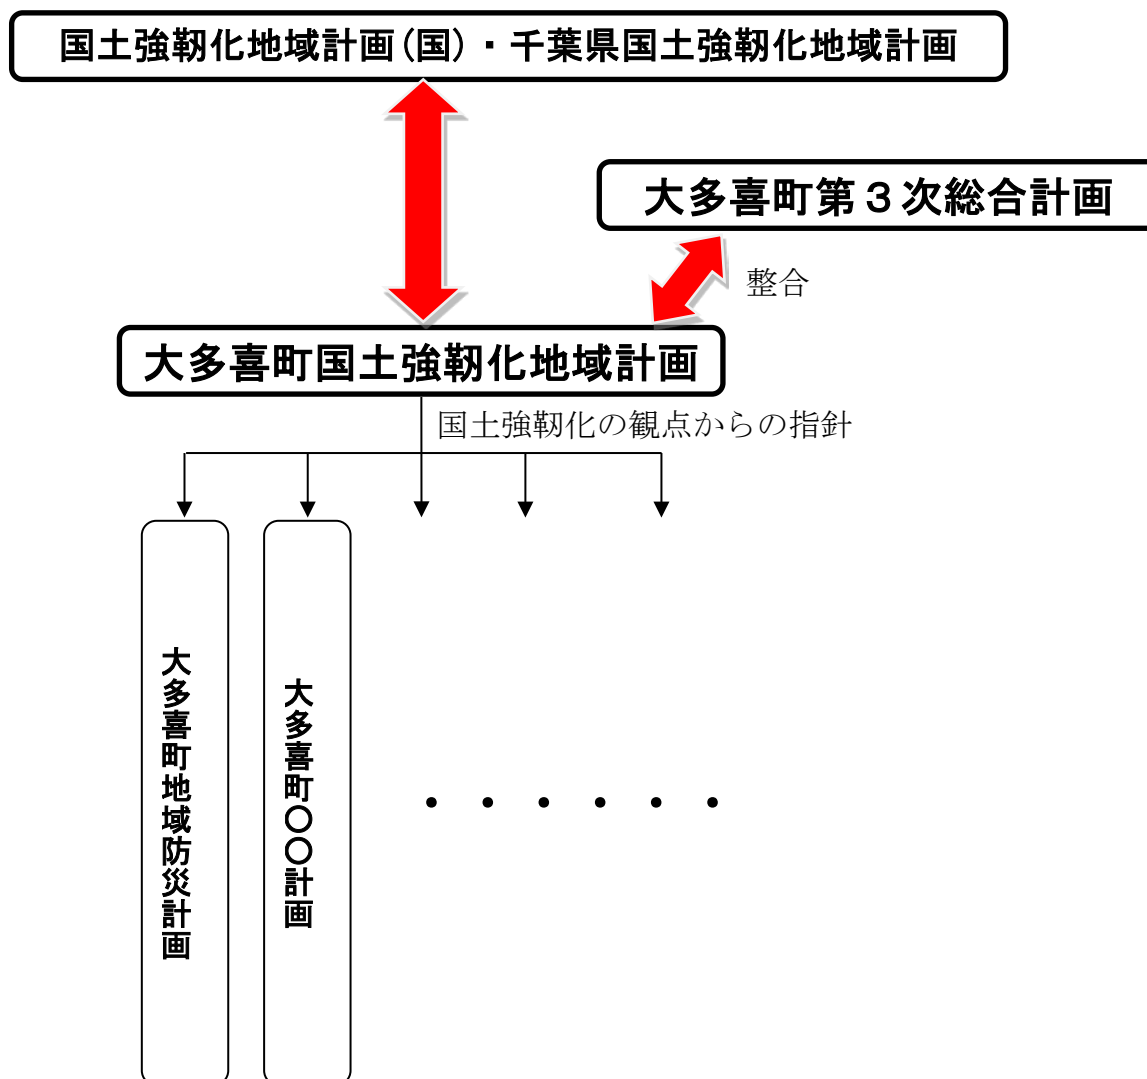 国土強靭化地域計画(国)・千葉県国土強靭化地域計画
大多喜町第３次総合計画
整合
大多喜町国土強靭化地域計画
国土強靭化の観点からの指針
大多喜町地域防災計画
大多喜町〇〇計画
・・・・・・